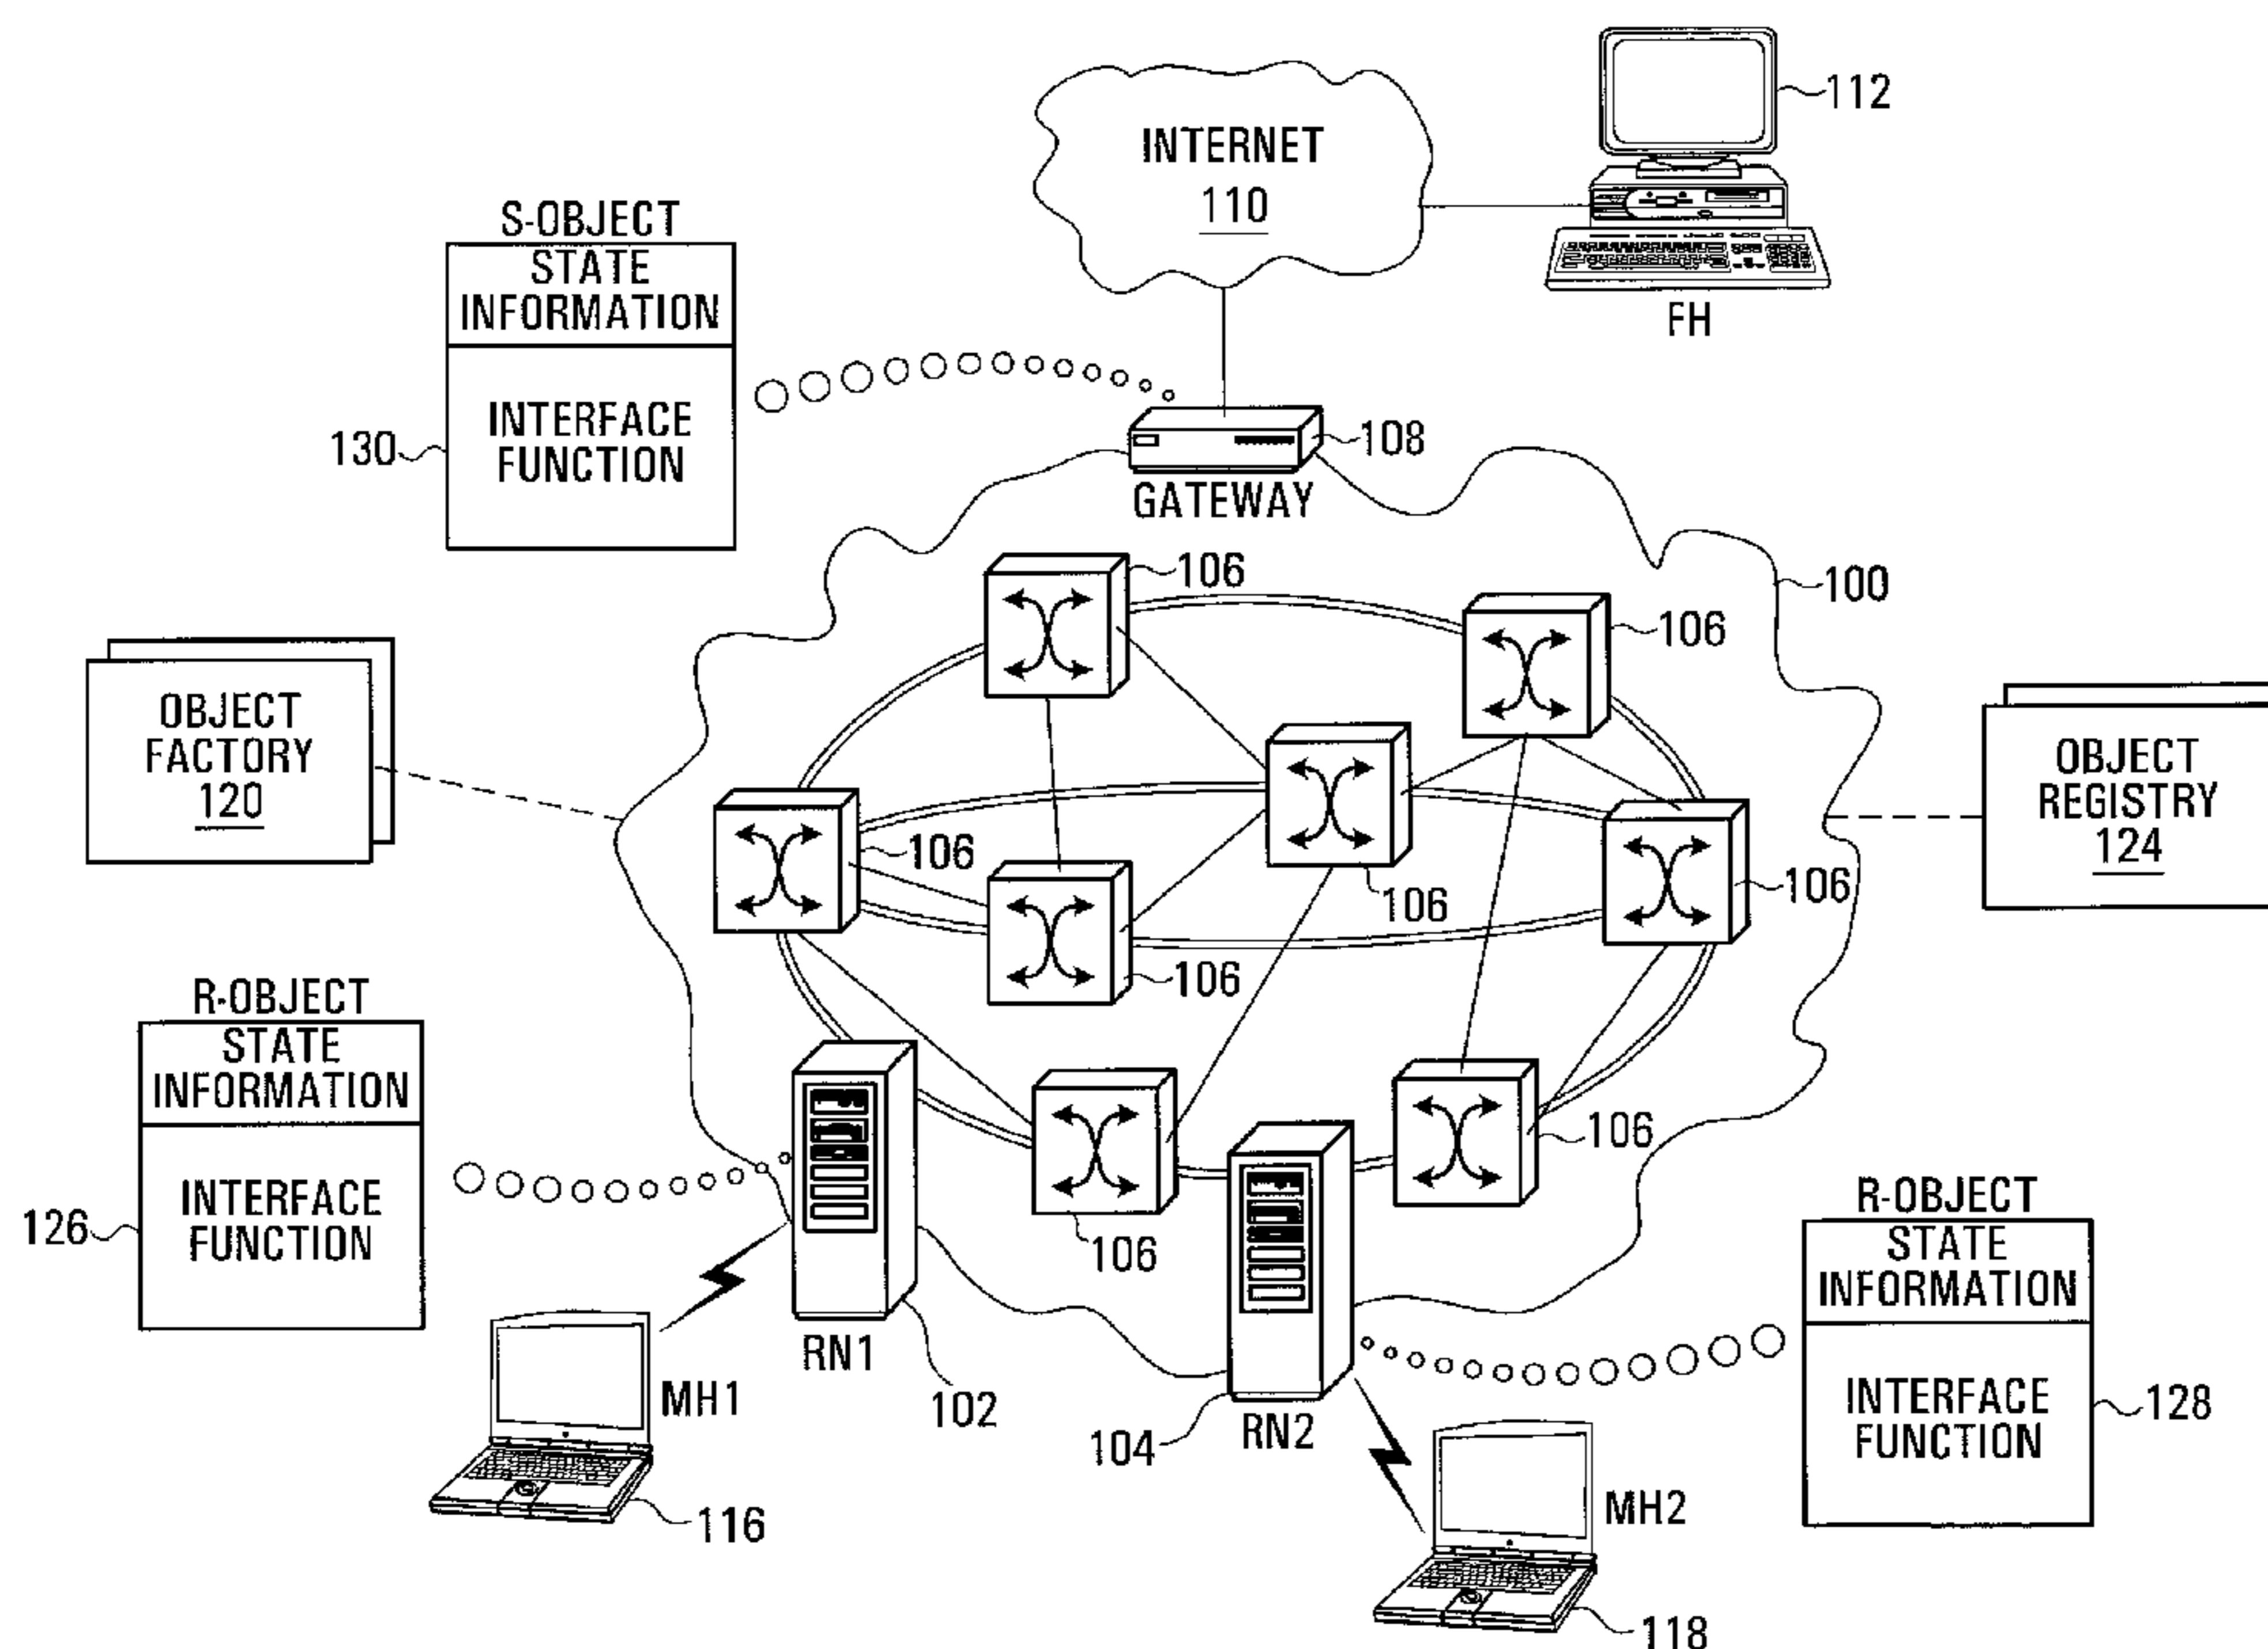 112
INTERNET
110
FH
S-OBJECT
STATE
INFORMATION
INTERFACE
FUNCTION
130
108
GATEWAY
100
106
106
OBJECT
FACTORY
120
OBJECT
REGISTRY
124
106
106
106
106
R-OBJECT
STATE
INFORMATION
INTERFACE
FUNCTION
126
106
106
R-OBJECT
STATE
INFORMATION
INTERFACE
FUNCTION
128
RN1
102
MH1
116
104
RN2
MH2
118